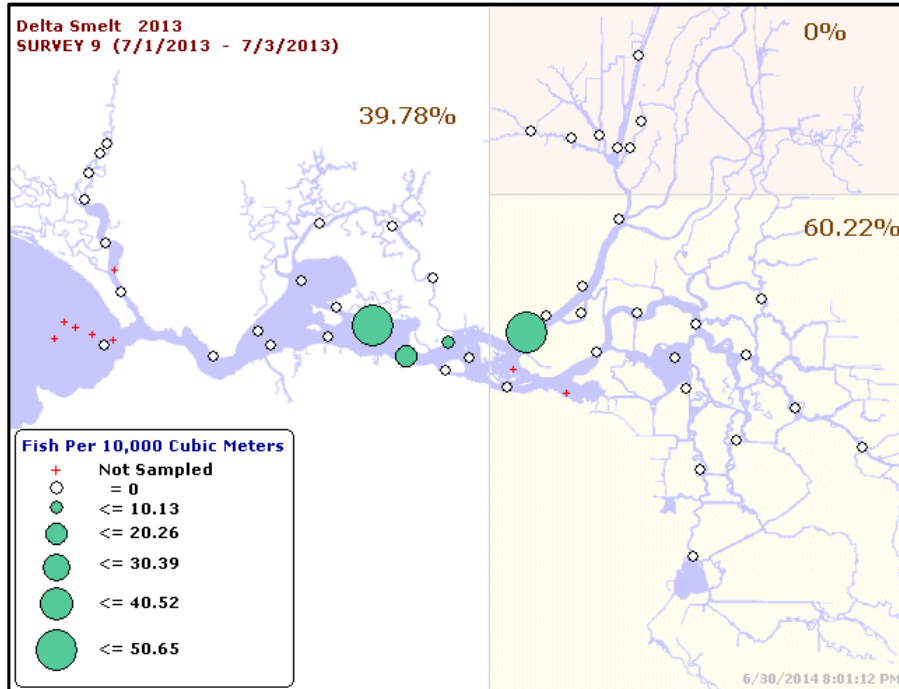 Delta Smelt 2013
SURVEY 9 (7/1/2013 - 7/3/2013)
0%
39.78%
60.22%
Fish Per 10,000 Cubic Meters
+ Not Sampled
= 0
<= 10.13
<= 20.26
<= 30.39
<= 40.52
<= 50.65
6/30/2014 8:01:12 PM